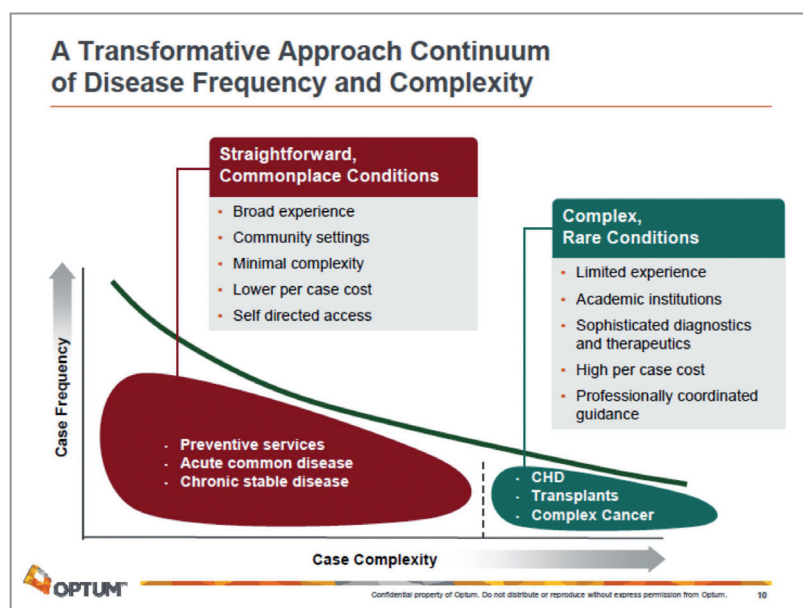 A Transformative Approach Continuum
of Disease Frequency and Complexity
Straightforward,
Commonplace Conditions
• Broad experience
• Community settings
• Minimal complexity
• Lower per case cost
• Self directed access
Complex,
Rare Conditions
• Limited experience
• Academic institutions
• Sophisticated diagnostics
and therapeutics
• High per case cost
• Professionally coordinated
guidance
Case Frequency
- Preventive services
- Acute common disease
- Chronic stable disease
- CHD
- Transplants
- Complex Cancer
Case Complexity
OPTUM™
Confidential property of Optum. Do not distribute or reproduce without express permission from Optum.
10